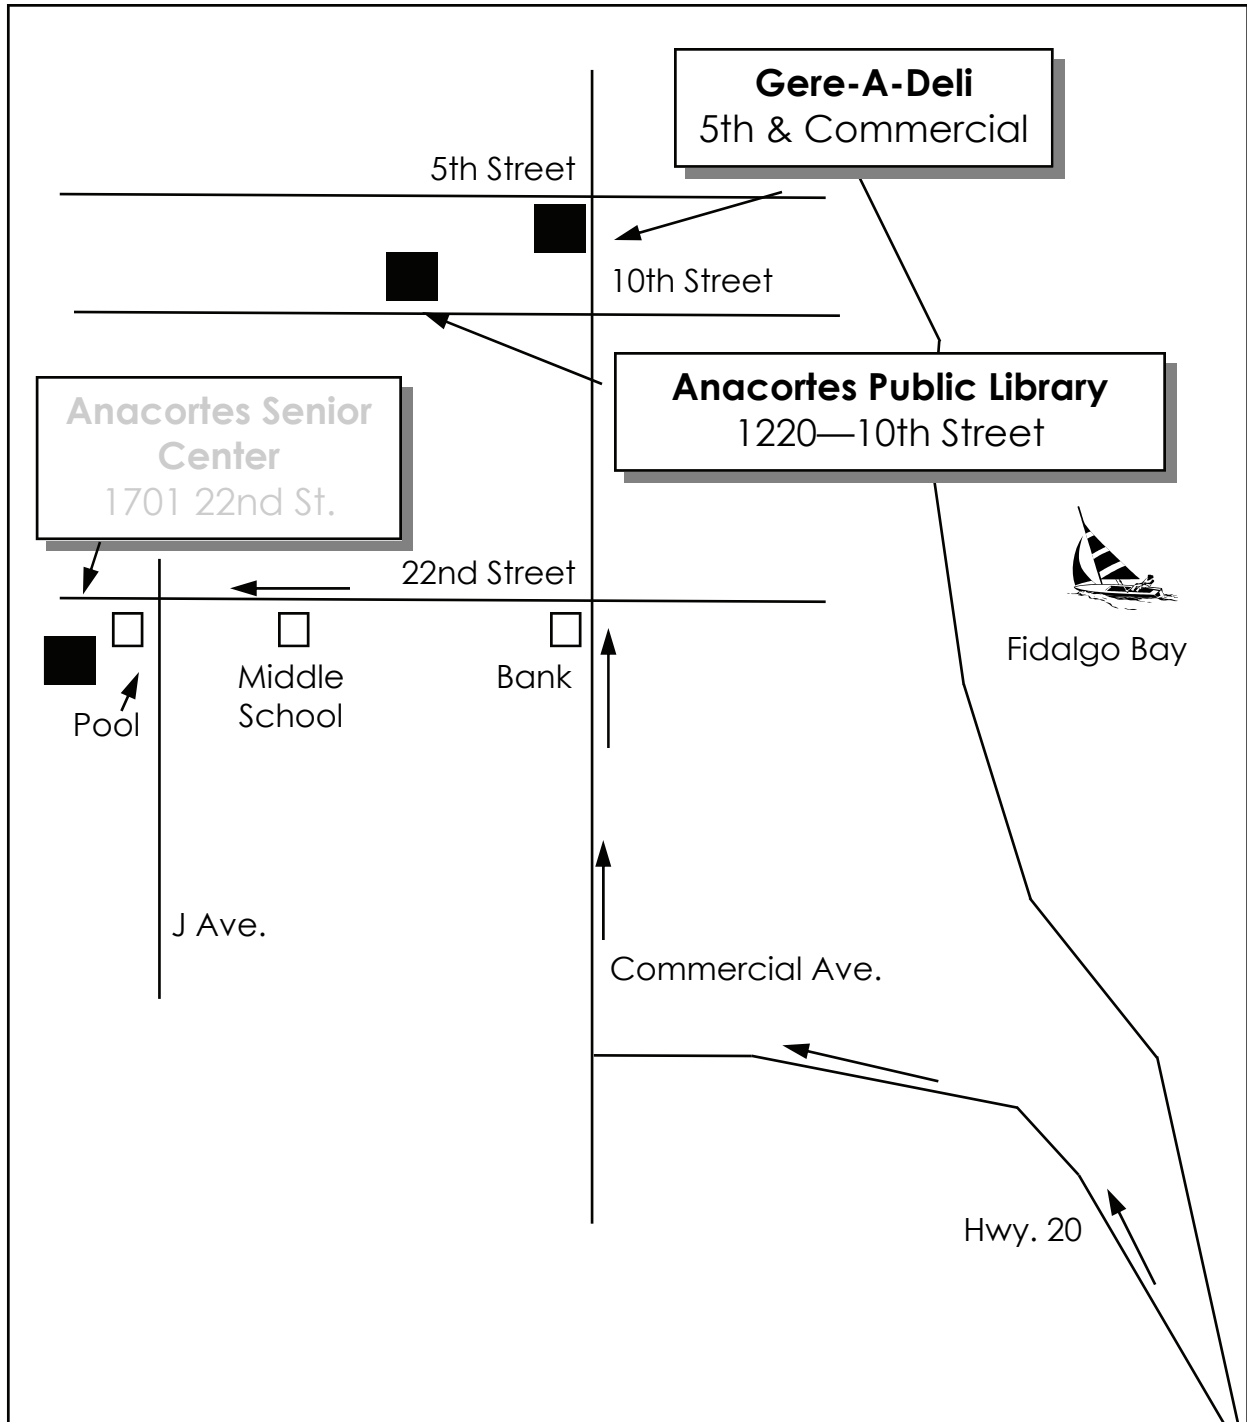 Gere-A-Deli
5th & Commercial
5th Street
10th Street
Anacortes Public Library
1220—10th Street
Anacortes Senior
Center
1701 22nd St.
22nd Street
Fidalgo Bay
Middle
School
Bank
Pool
J Ave.
Commercial Ave.
Hwy. 20